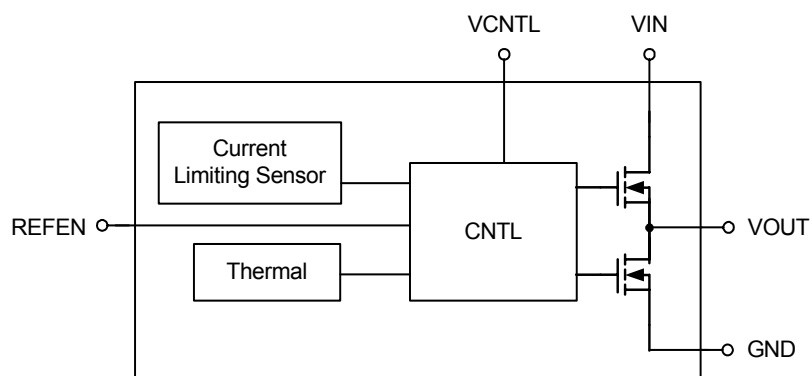 VCNTL VIN
Current
Limiting Sensor
REFEN
CNTL
VOUT
Thermal
GND